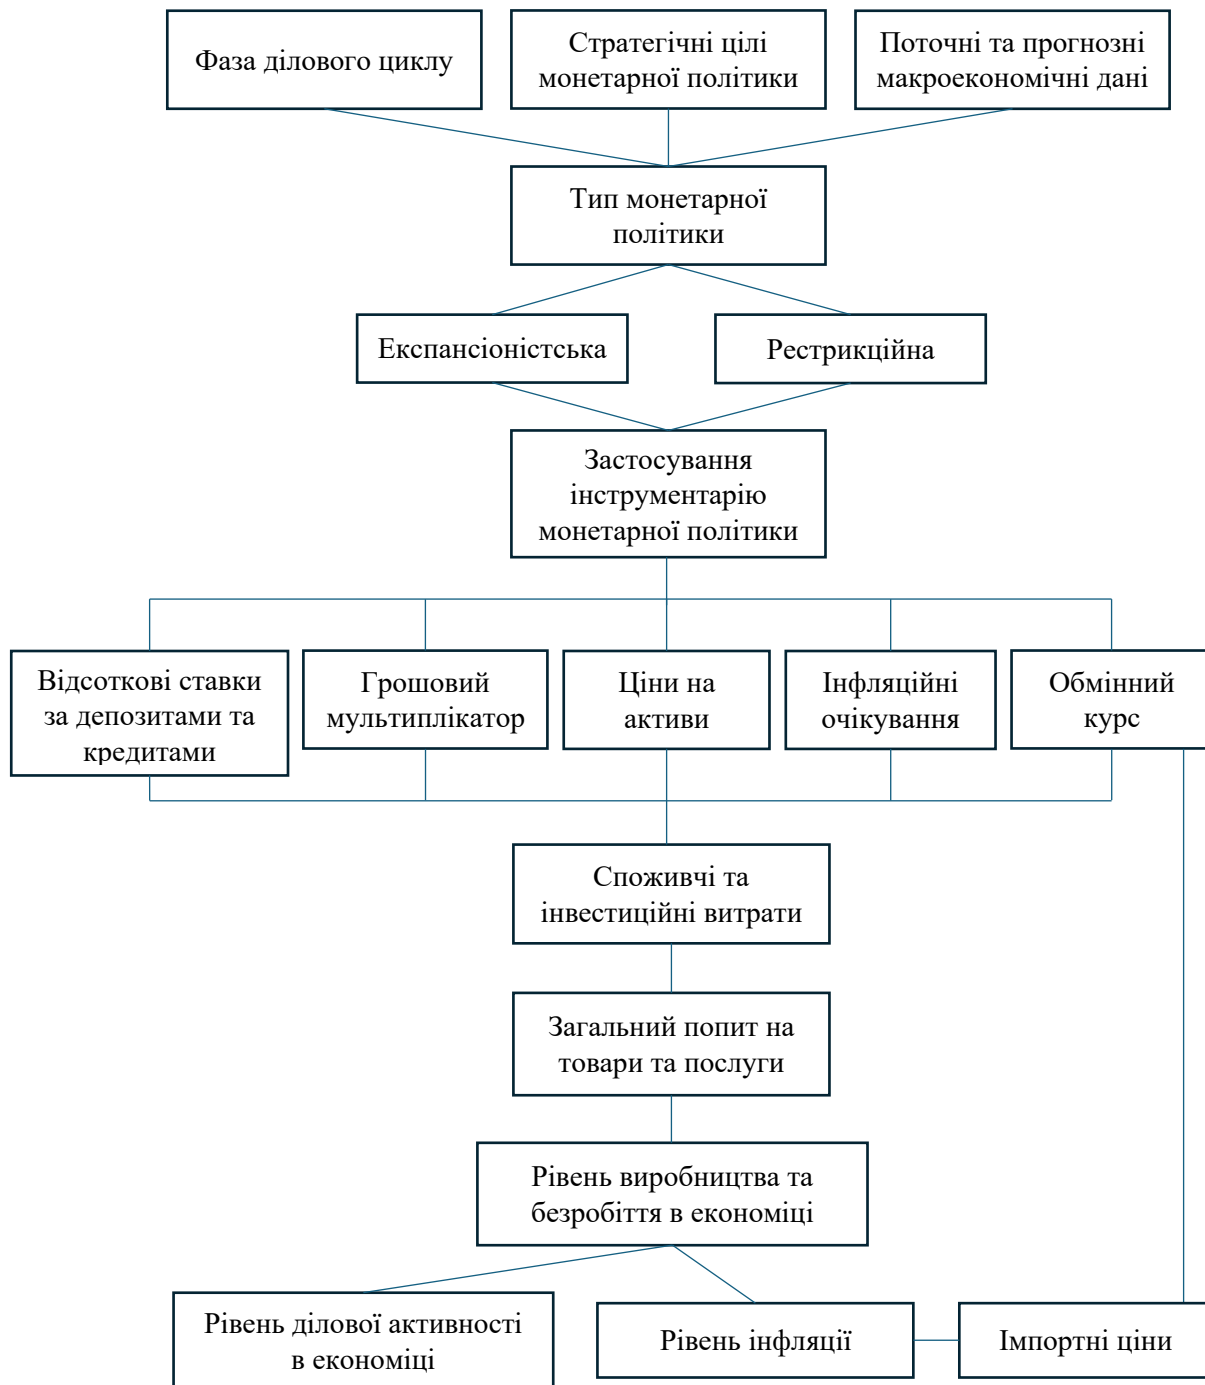 Фаза ділового циклу
Стратегічні цілі
монетарної політики
Поточні та прогнозні
макроекономічні дані
Тип монетарної
політики
Експансіоністська
Рестрикційна
Застосування
інструментарію
монетарної політики
Відсоткові ставки
за депозитами та
кредитами
Грошовий
мультиплікатор
Ціни на
активи
Інфляційні
очікування
Обмінний
курс
Споживчі та
інвестиційні витрати
Загальний попит на
товари та послуги
Рівень виробництва та
безробіття в економіці
Рівень ділової активності
в економіці
Рівень інфляції
Імпортні ціни